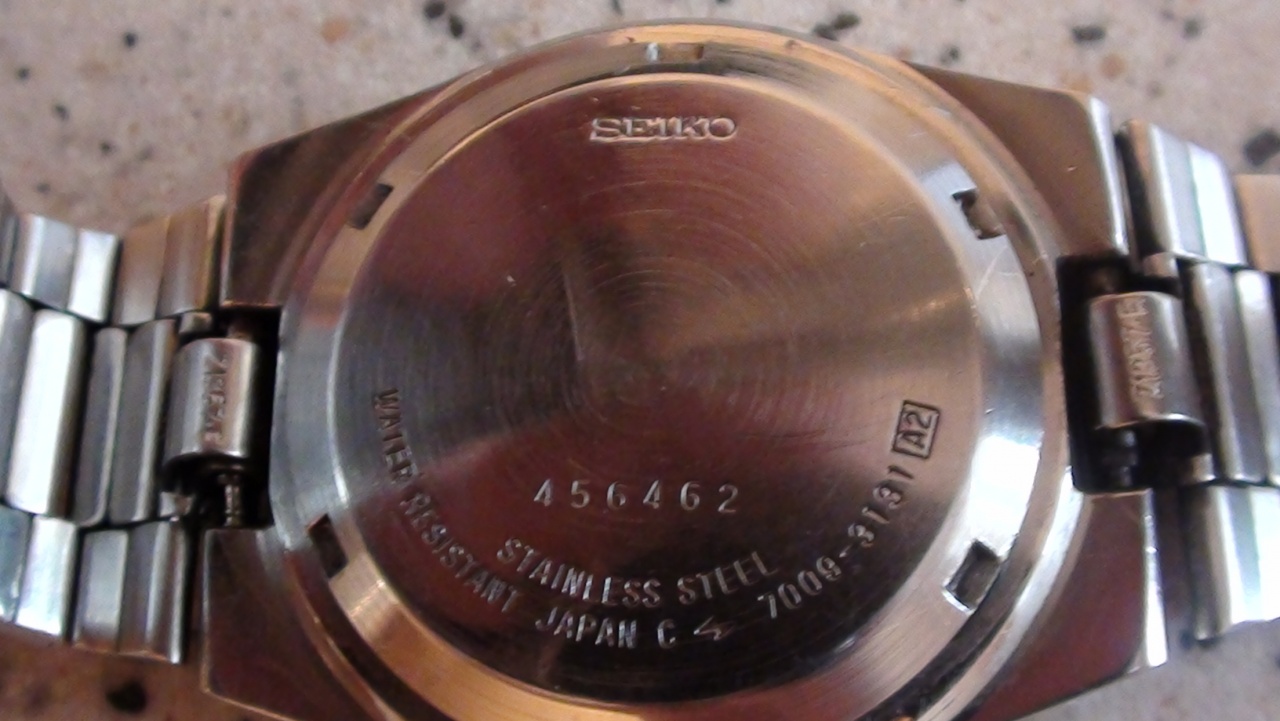 SEIKO
456462
STAINLESS STEEL
WATER RESISTANT JAPAN C 7009-3131 A2